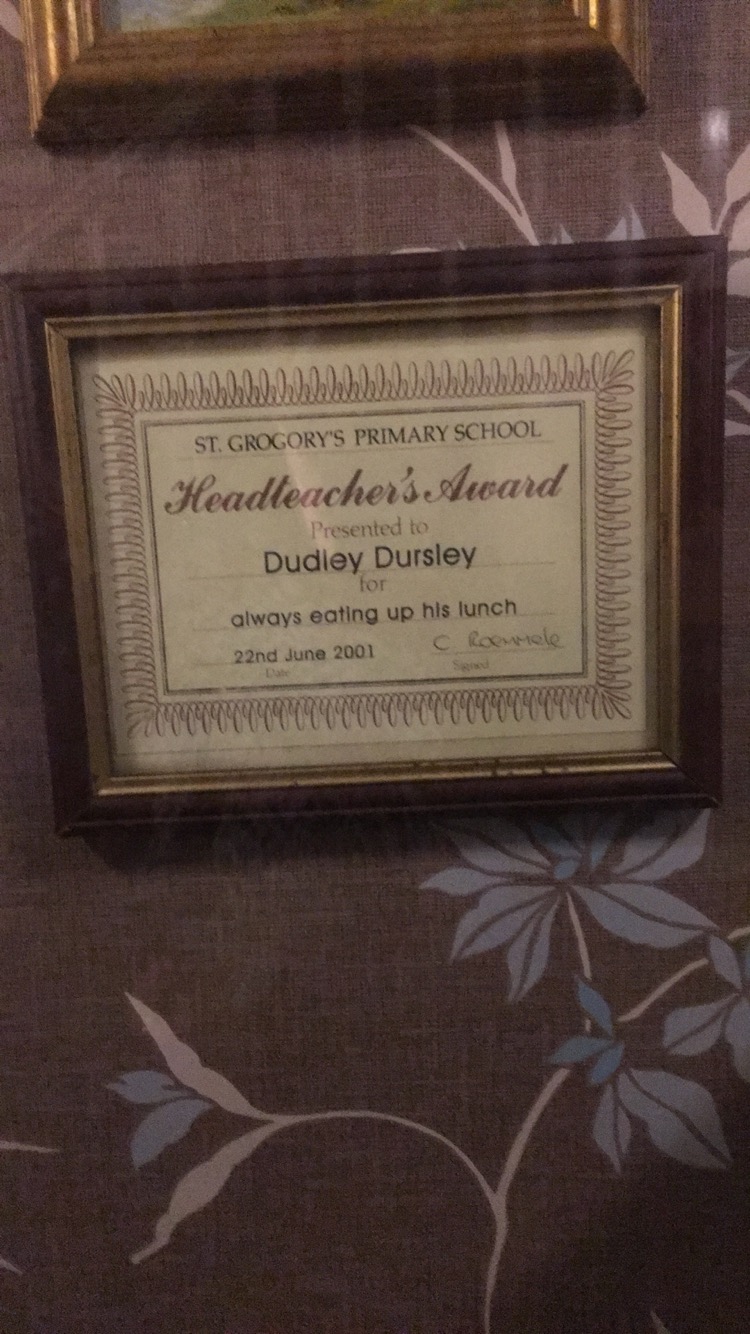 ST. GROGORY'S PRIMARY SCHOOL
Headteacher's Award
Presented to
Dudley Dursley
for
always eating up his lunch
22nd June 2001
Date
C
Signed